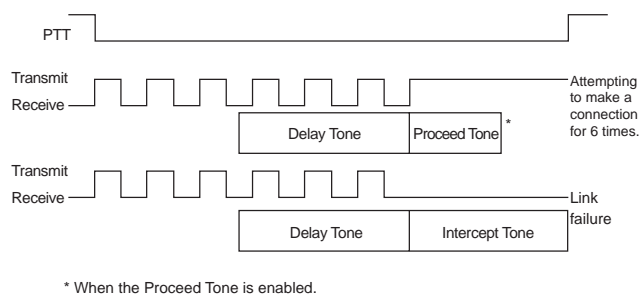 PTT
Transmit
Receive
Attempting
to make a
connection
for 6 times.
Delay Tone
Proceed Tone
*
Transmit
Receive
Link
failure
Delay Tone
Intercept Tone
* When the Proceed Tone is enabled.